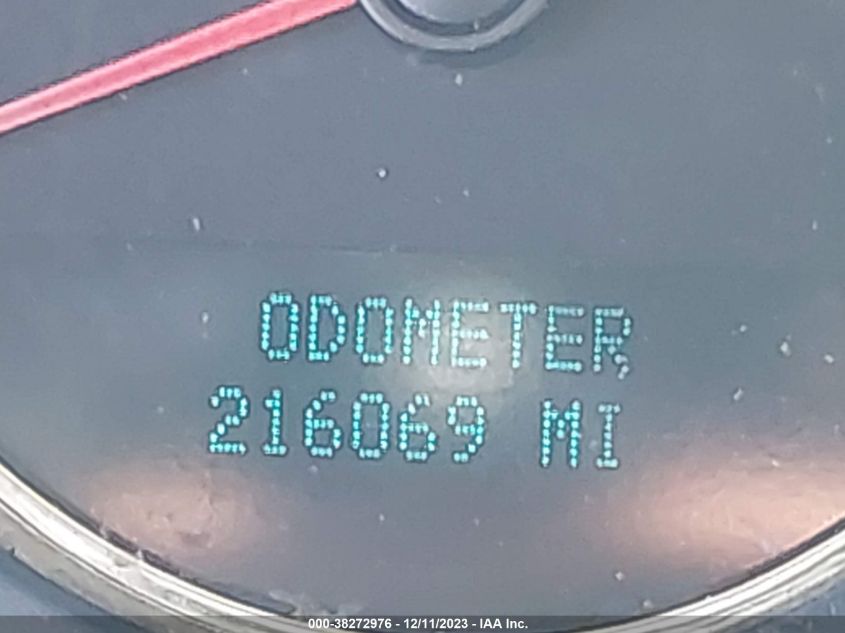 ODOMETER
216069 MI
000-38272976 - 12/11/2023 - IAA Inc.